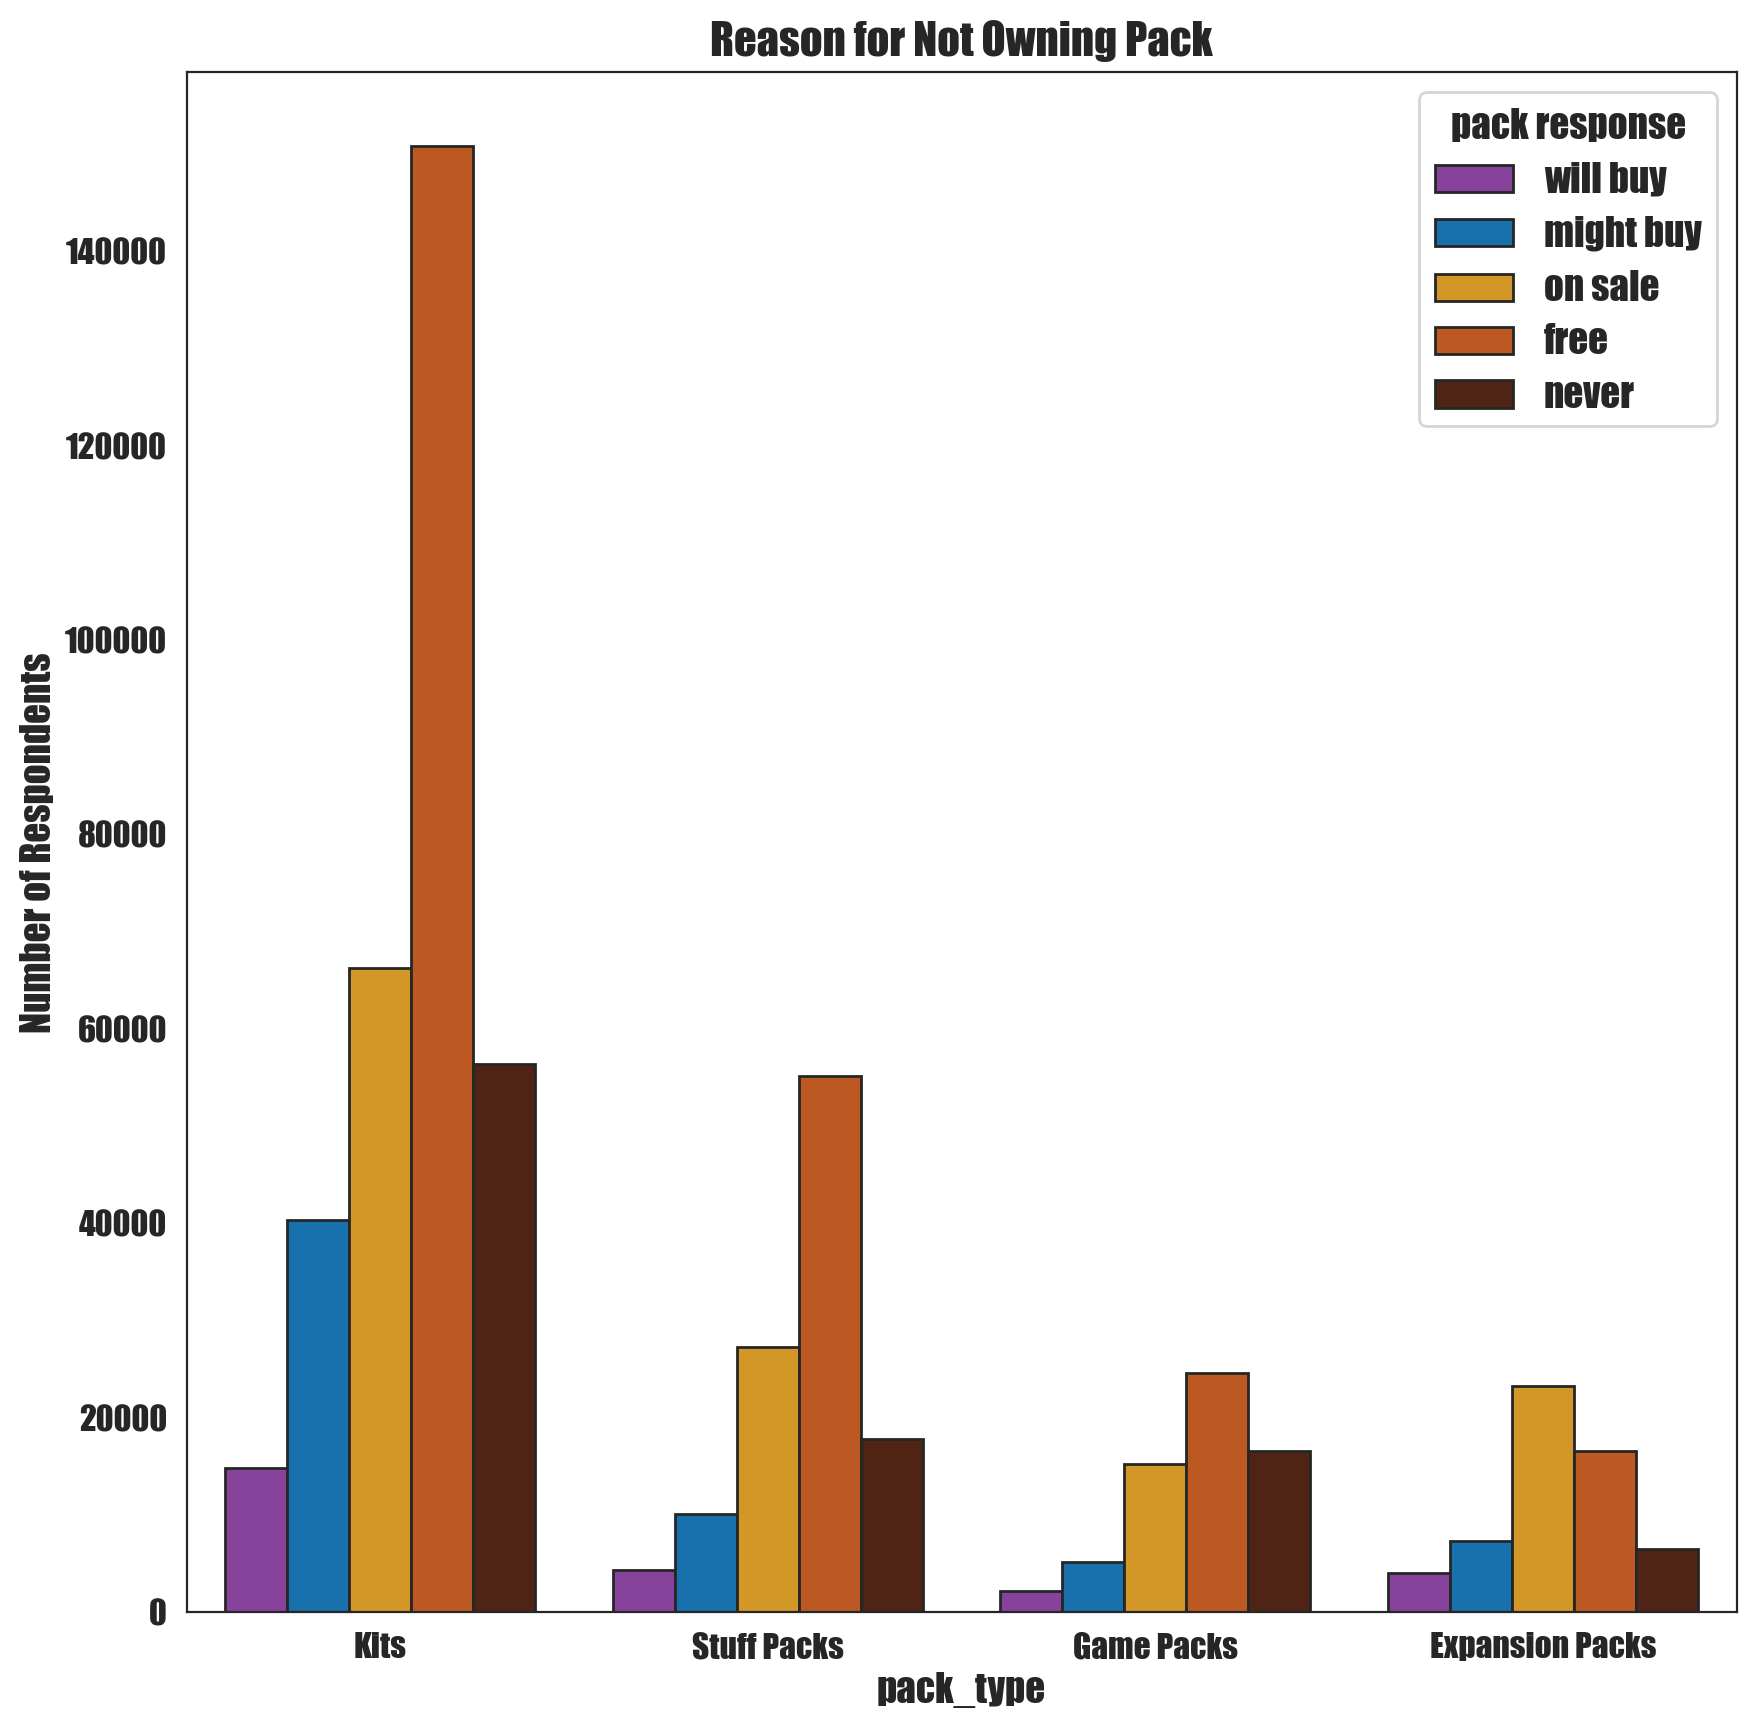 Reason for Not Owning Pack
pack response
will buy
might buy
on sale
free
never
Number of Respondents
140000
120000
100000
80000
60000
40000
20000
0
Kits
Stuff Packs
Game Packs
Expansion Packs
pack_type